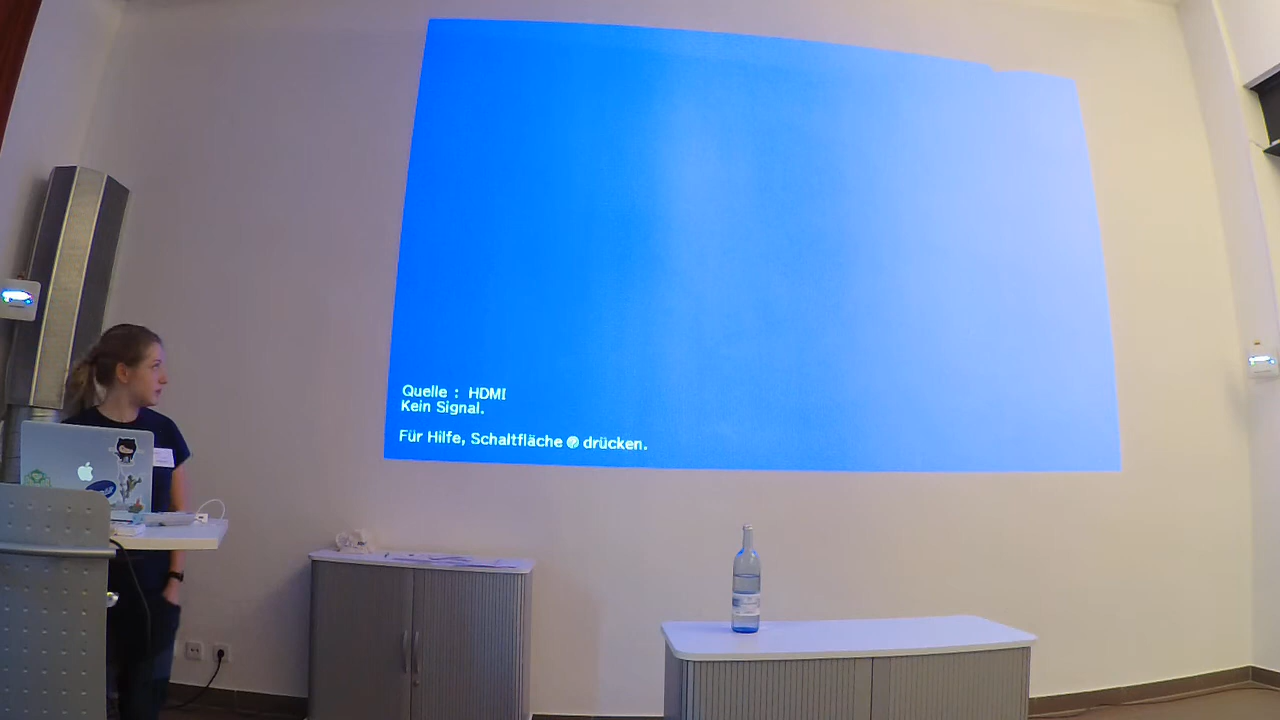 Quelle : HDMI
Kein Signal.
Für Hilfe, Schaltfläche ? drücken.